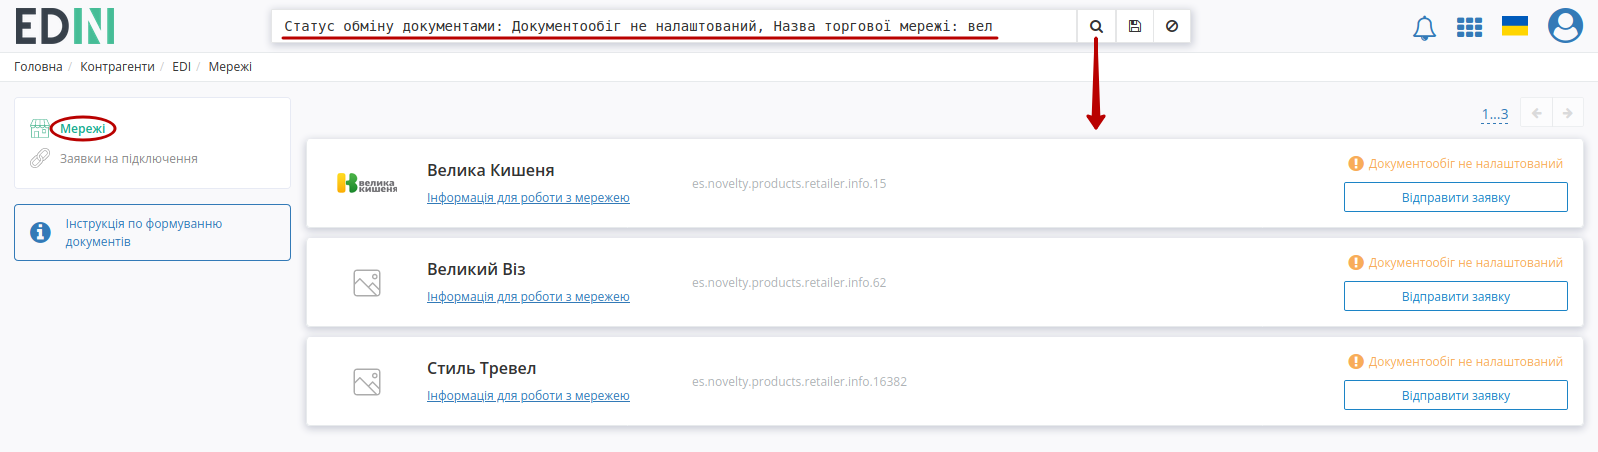 EDIN
Статус обміну документами: Документообіг не налаштований, Назва торгової мережі: вел
Головна / Контрагенти / EDI / Мережі
Мережі
Заявки на підключення
Інструкція по формуванню
документів
1...3
велика
кишеня
Велика Кишеня
Інформація для роботи з мережею
es.novelty.products.retailer.info.15
Документообіг не налаштований
Відправити заявку
Великий Віз
Інформація для роботи з мережею
es.novelty.products.retailer.info.62
Документообіг не налаштований
Відправити заявку
Стиль Тревел
Інформація для роботи з мережею
es.novelty.products.retailer.info.16382
Документообіг не налаштований
Відправити заявку